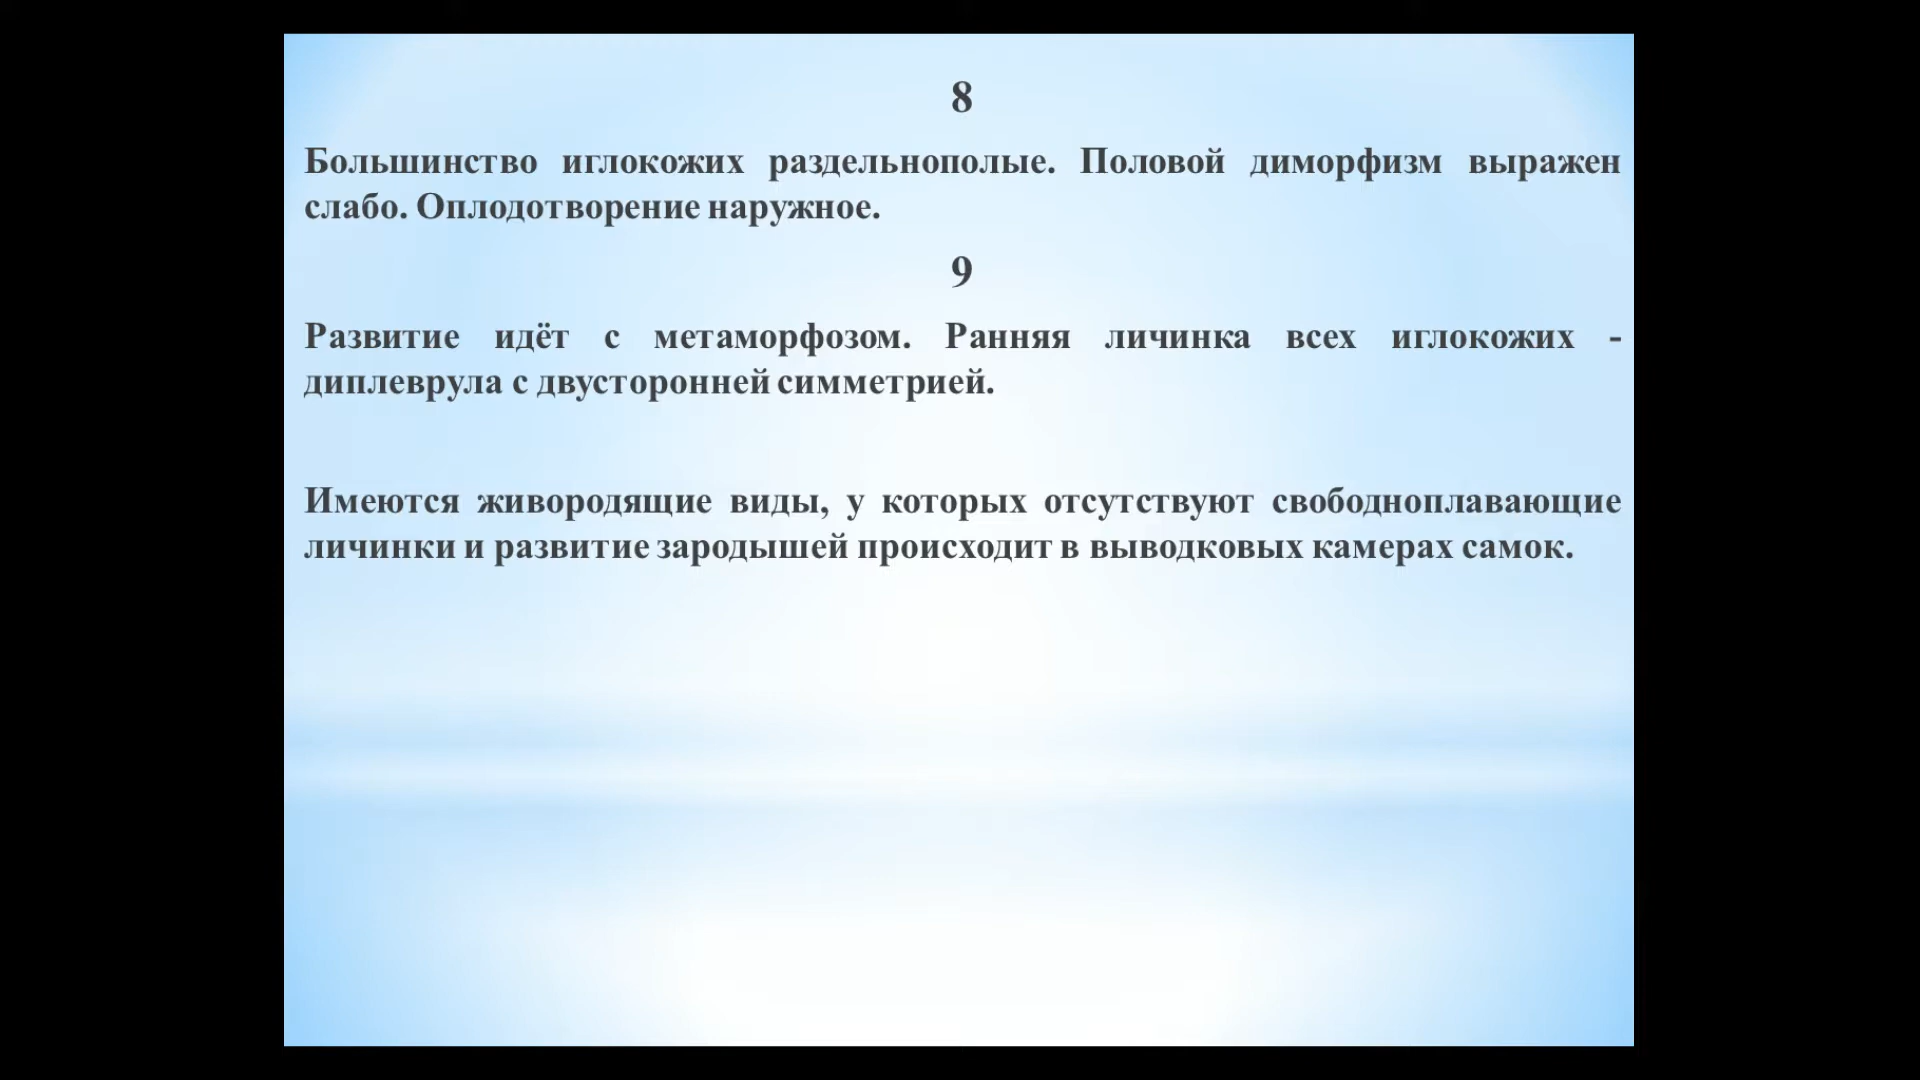 8
Большинство иглокожих раздельнополые. Половой диморфизм выражен
слабо. Оплодотворение наружное.
9
Развитие идёт с метаморфозом. Ранняя личинка всех иглокожих -
диплеврула с двусторонней симметрией.
Имеются живородящие виды, у которых отсутствуют свободноплавающие
личинки и развитие зародышей происходит в выводковых камерах самок.